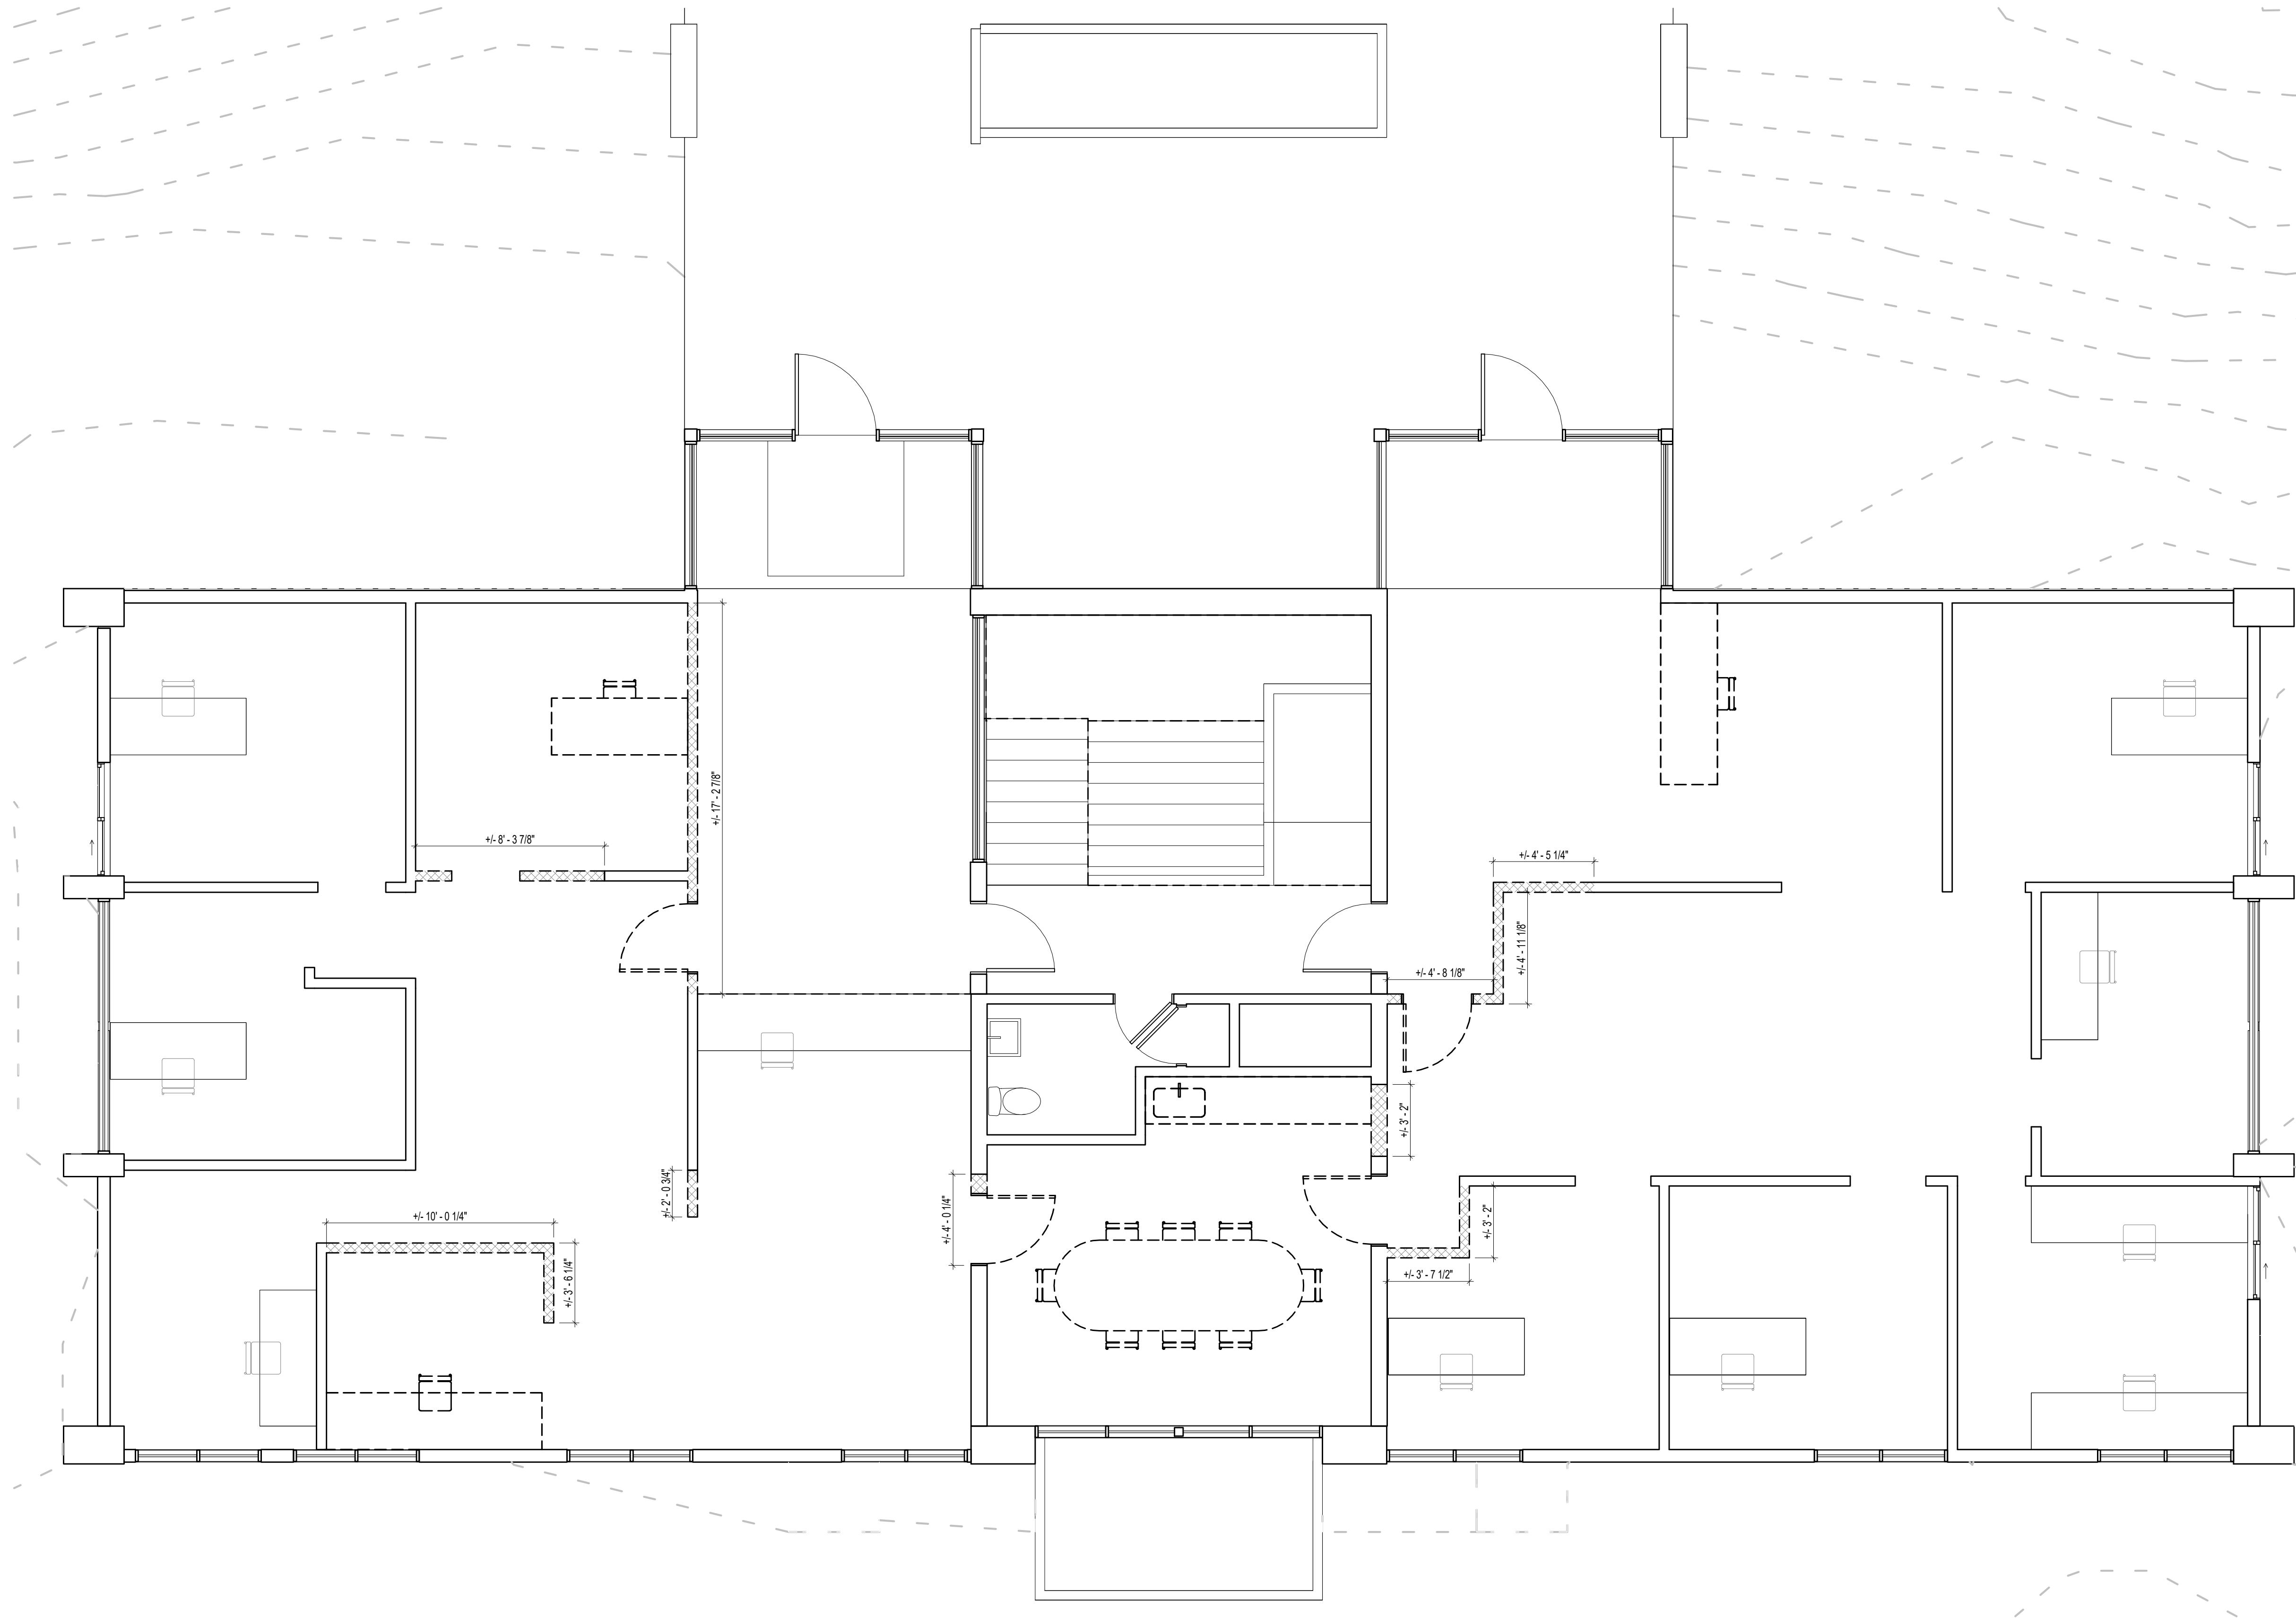 +/- 17' - 2 7/8"
+/- 8' - 3 7/8"
+/- 4' - 5 1/4"
+/- 4' - 11 1/8"
+/- 4' - 8 1/8"
+/- 3' - 2"
+/- 2' - 0 3/4"
+/- 4' - 0 1/4"
+/- 10' - 0 1/4"
+/- 3' - 2"
+/- 3' - 6 1/4"
+/- 3' - 7 1/2"